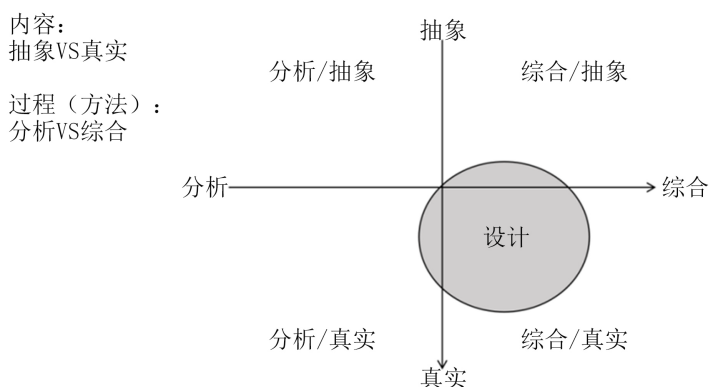 内容：
抽象VS真实
过程（方法）：
分析VS综合
抽象
分析/抽象
综合/抽象
分析
综合
设计
分析/真实
综合/真实
真实